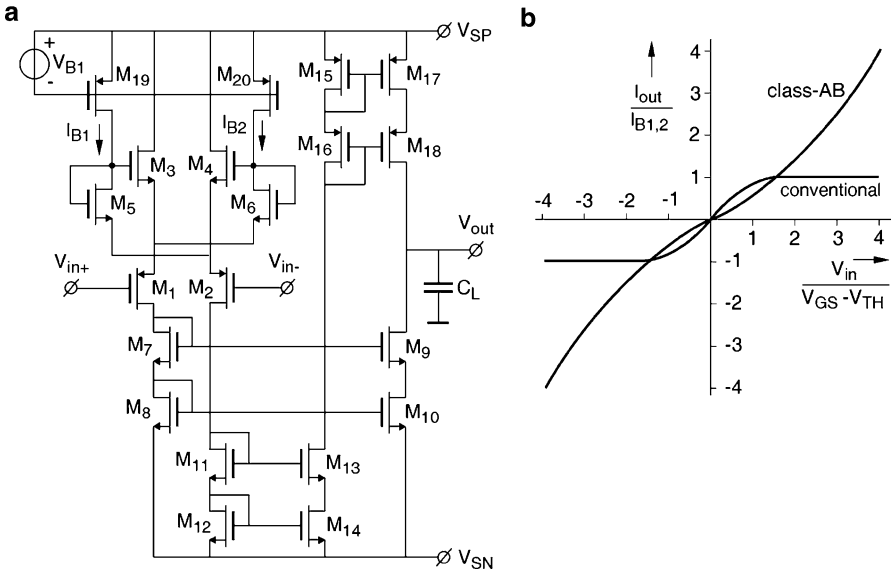 a
V_SP
+
V_B1
-
M_19
M_20
M_15
M_17
I_B1
I_B2
M_16
M_18
M_3
M_4
M_5
M_6
V_out
V_in+
V_in-
M_1
M_2
C_L
M_7
M_9
M_8
M_10
M_11
M_13
M_12
M_14
V_SN
b
I_out
I_B1,2
4
3
2
1
class-AB
conventional
-4 -3 -2 -1
1 2 3 4
-1
-2
-3
-4
V_in
V_GS -V_TH